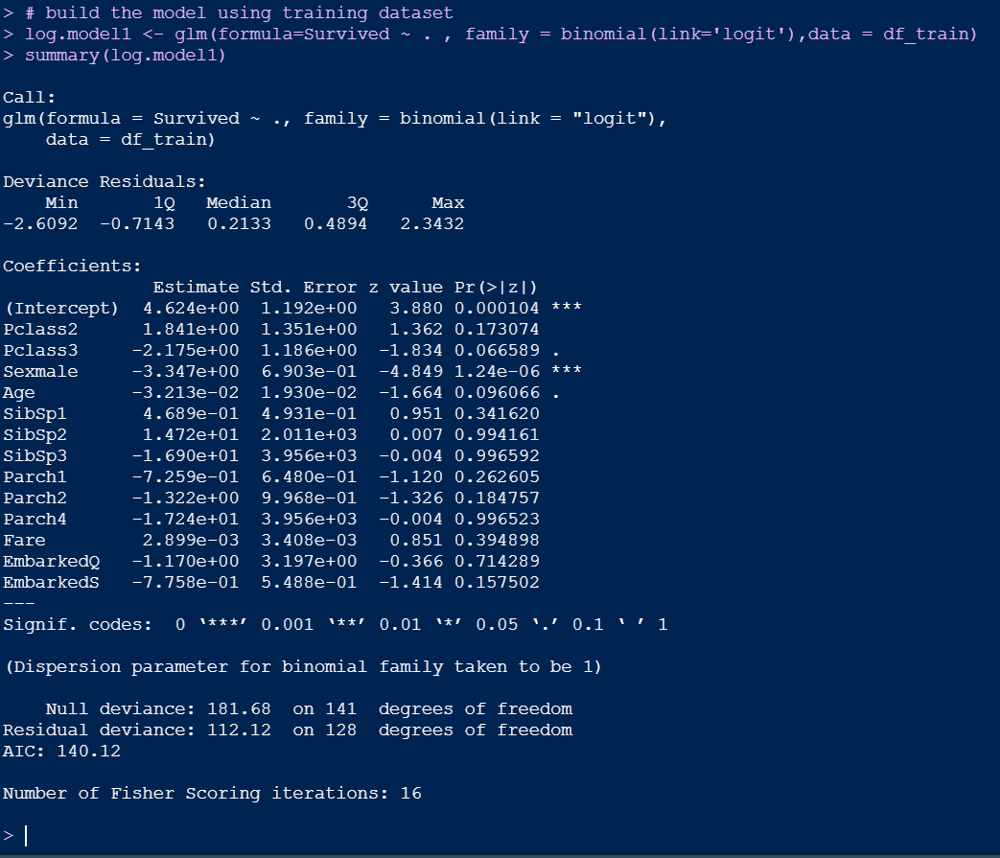 > # build the model using training dataset
> log.model1 <- glm(formula=Survived ~ . , family = binomial(link='logit'),data = df_train)
> summary(log.model1)

Call:
glm(formula = Survived ~ ., family = binomial(link = "logit"),
    data = df_train)

Deviance Residuals:
    Min       1Q   Median       3Q      Max
-2.6092  -0.7143   0.2133   0.4894   2.3432

Coefficients:
              Estimate Std. Error z value Pr(>|z|)
(Intercept)  4.624e+00  1.192e+00   3.880 0.000104 ***
Pclass2      1.841e+00  1.351e+00   1.362 0.173074
Pclass3     -2.175e+00  1.186e+00  -1.834 0.066589 .
Sexmale     -3.347e+00  6.903e-01  -4.849 1.24e-06 ***
Age         -3.213e-02  1.930e-02  -1.664 0.096066 .
SibSp1       4.689e-01  4.931e-01   0.951 0.341620
SibSp2       1.472e+01  2.011e+03   0.007 0.994161
SibSp3      -1.690e+01  3.956e+03  -0.004 0.996592
Parch1      -7.259e-01  6.480e-01  -1.120 0.262605
Parch2      -1.322e+00  9.968e-01  -1.326 0.184757
Parch4      -1.724e+01  3.956e+03  -0.004 0.996523
Fare         2.899e-03  3.408e-03   0.851 0.394898
EmbarkedQ   -1.170e+00  3.197e+00  -0.366 0.714289
EmbarkedS   -7.758e-01  5.488e-01  -1.414 0.157502
---
Signif. codes:  0 ‘***’ 0.001 ‘**’ 0.01 ‘*’ 0.05 ‘.’ 0.1 ‘ ’ 1

(Dispersion parameter for binomial family taken to be 1)

    Null deviance: 181.68  on 141  degrees of freedom
Residual deviance: 112.12  on 128  degrees of freedom
AIC: 140.12

Number of Fisher Scoring iterations: 16

>